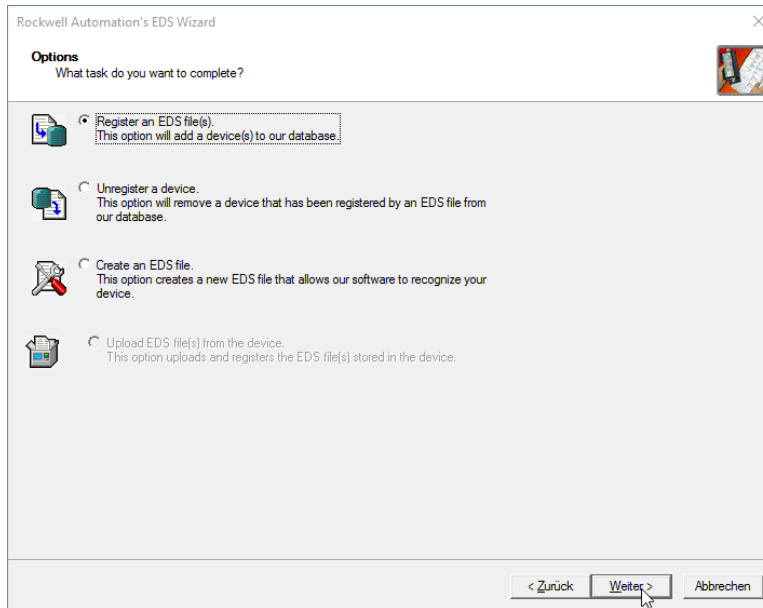 Rockwell Automation's EDS Wizard
Options
What task do you want to complete?
Register an EDS file(s).
This option will add a device(s) to our database.
Unregister a device.
This option will remove a device that has been registered by an EDS file from
our database.
Create an EDS file.
This option creates a new EDS file that allows our software to recognize your
device.
Upload EDS file(s) from the device.
This option uploads and registers the EDS file(s) stored in the device.
< Zurück Weiter > Abbrechen